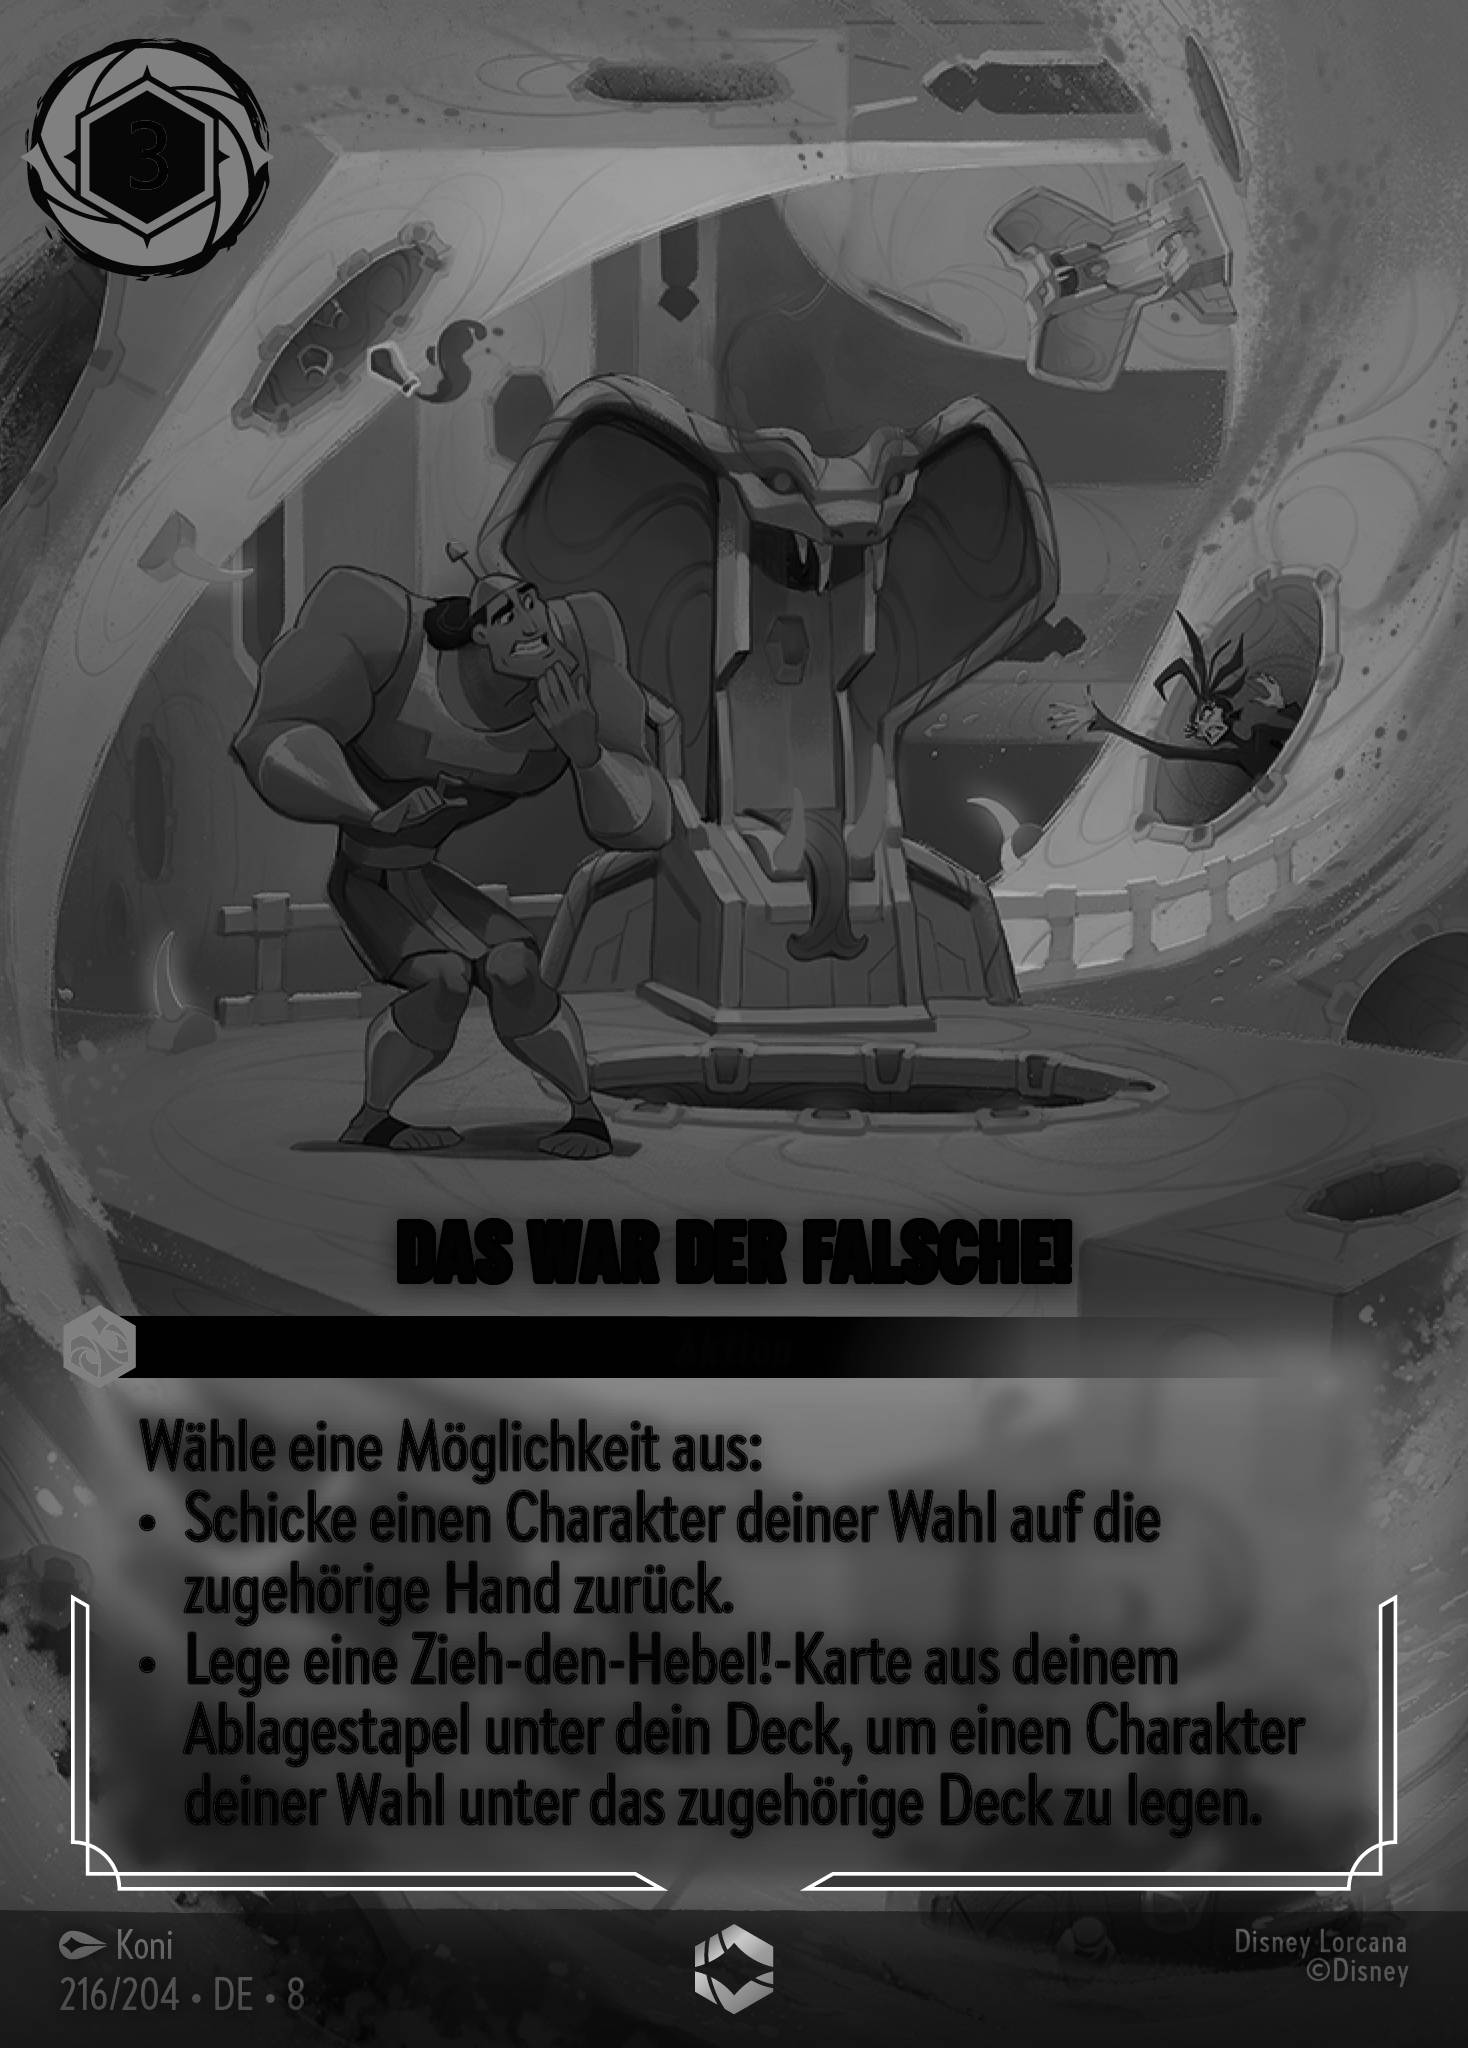 3
DAS WAR DER FALSCHE!
Aktion
Wähle eine Möglichkeit aus:
• Schicke einen Charakter deiner Wahl auf die
zugehörige Hand zurück.
• Lege eine Zieh-den-Hebel!-Karte aus deinem
Ablagestapel unter dein Deck, um einen Charakter
deiner Wahl unter das zugehörige Deck zu legen.
Koni
216/204 • DE • 8
Disney Lorcana
©Disney